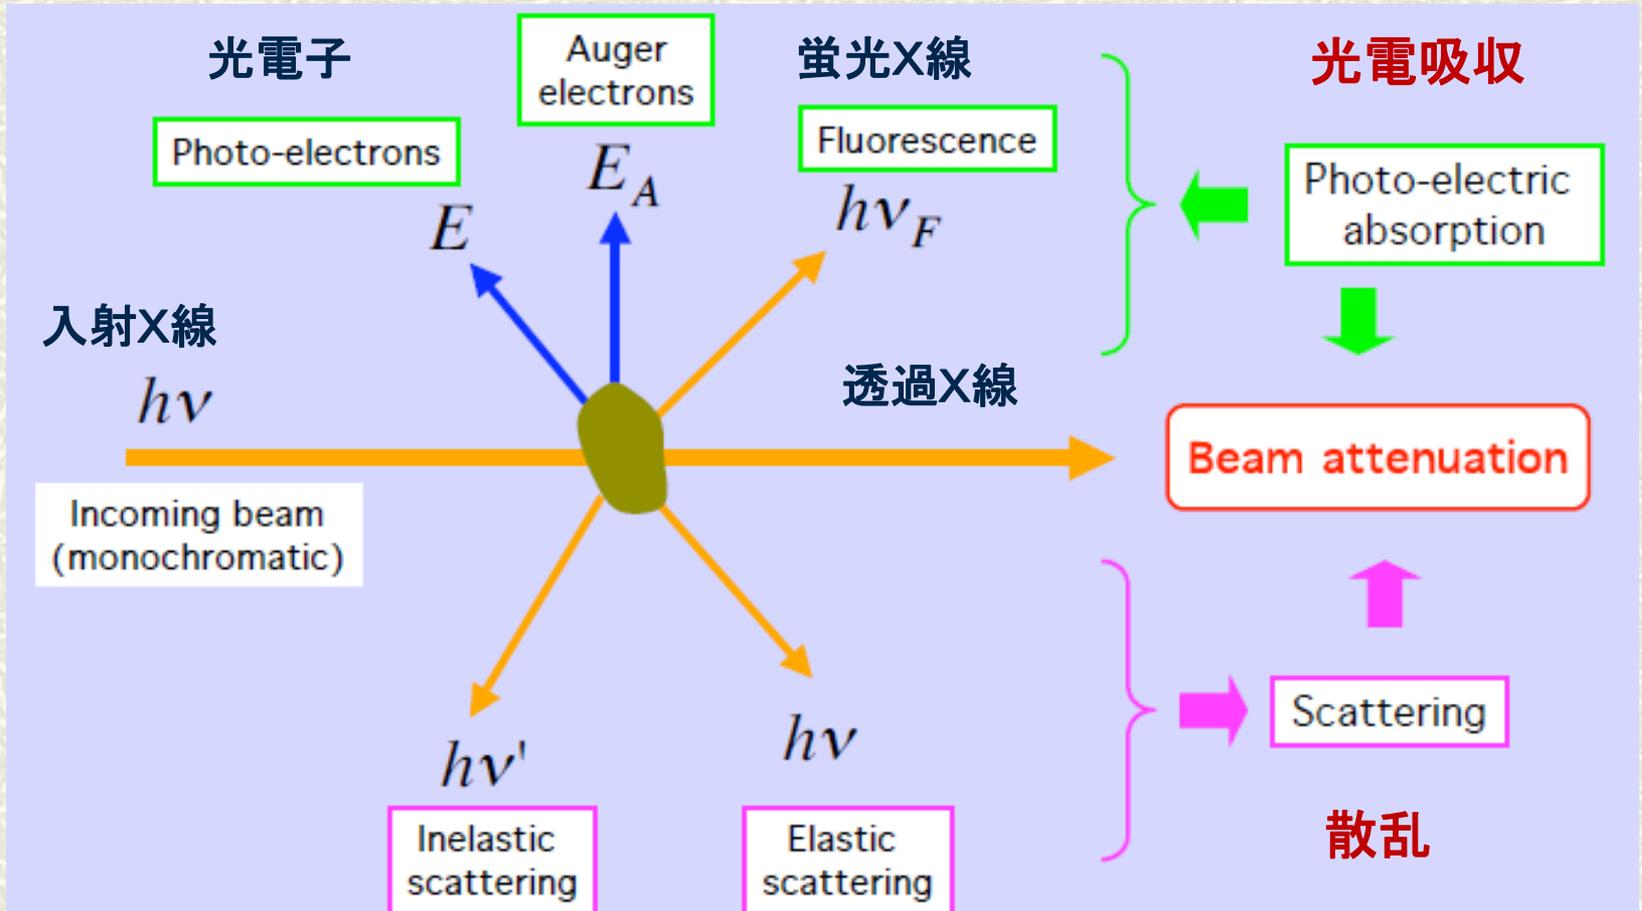 光電子
Auger
electrons
蛍光X線
光電吸収
Photo-electrons
Fluorescence
Photo-electric
absorption
E
E_A
hν_F
入射X線
hν
透過X線
Beam attenuation
Incoming beam
(monochromatic)
Scattering
hν'
hν
Inelastic
scattering
Elastic
scattering
散乱